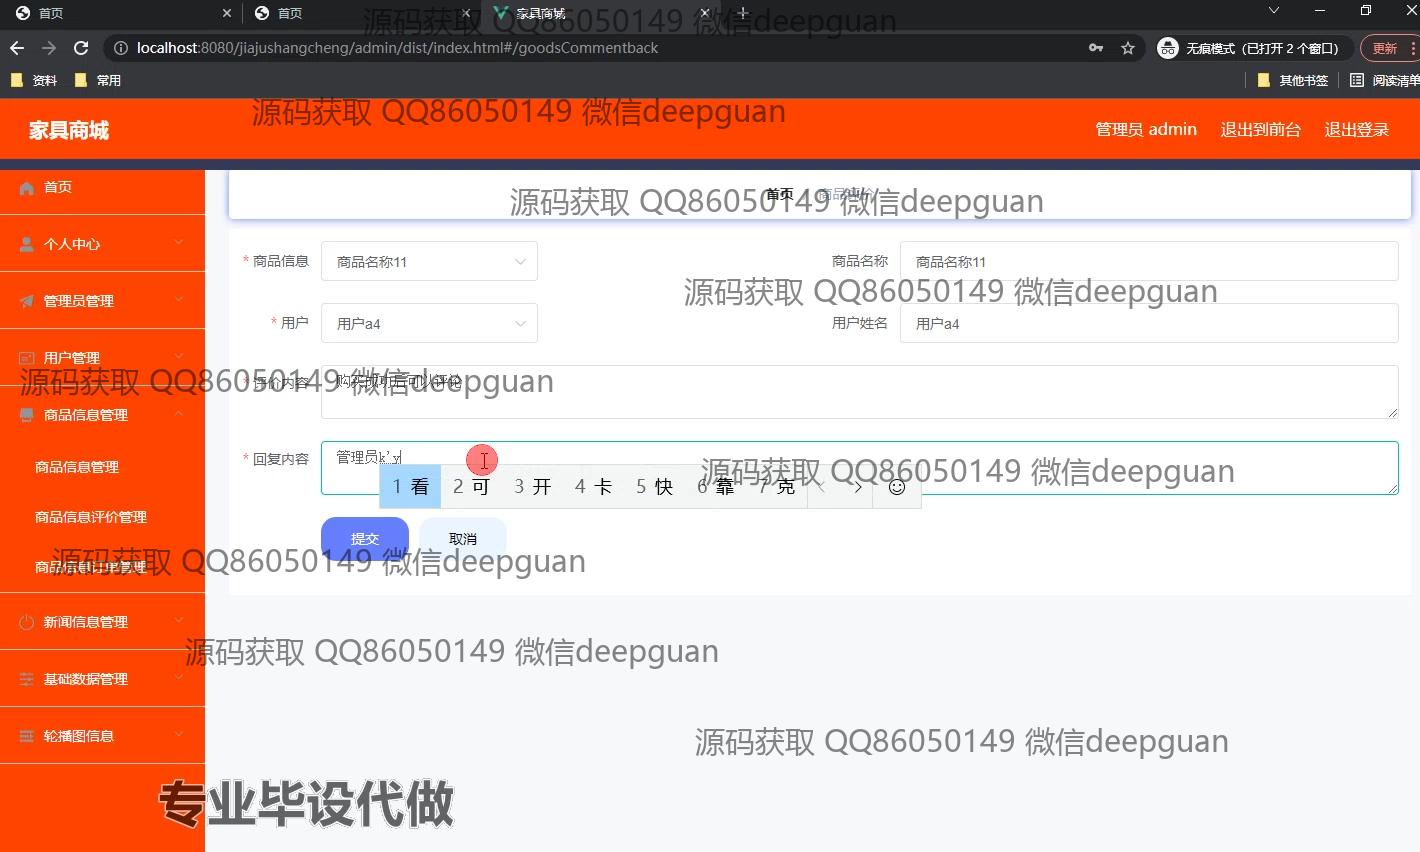 首页
首页
家具商城
localhost:8080/jiajushangcheng/admin/dist/index.html#/goodsCommentback
无痕模式（已打开 2 个窗口）
更新
资料
常用
其他书签
阅读清单
源码获取 QQ86050149 微信deepguan
源码获取 QQ86050149 微信deepguan
家具商城
管理员 admin
退出到前台
退出登录
首页
商品评价
源码获取 QQ86050149 微信deepguan
首页
个人中心
管理员管理
用户管理
商品信息管理
商品信息管理
商品信息评价管理
新闻信息管理
基础数据管理
轮播图信息
* 商品信息
商品名称11
商品名称
商品名称11
源码获取 QQ86050149 微信deepguan
* 用户
用户a4
用户姓名
用户a4
* 评价内容
源码获取 QQ86050149 微信deepguan
* 回复内容
管理员k'y
源码获取 QQ86050149 微信deepguan
1 看 2 可 3 开 4 卡 5 快 6 靠 7 克
提交
取消
源码获取 QQ86050149 微信deepguan
源码获取 QQ86050149 微信deepguan
源码获取 QQ86050149 微信deepguan
专业毕设代做